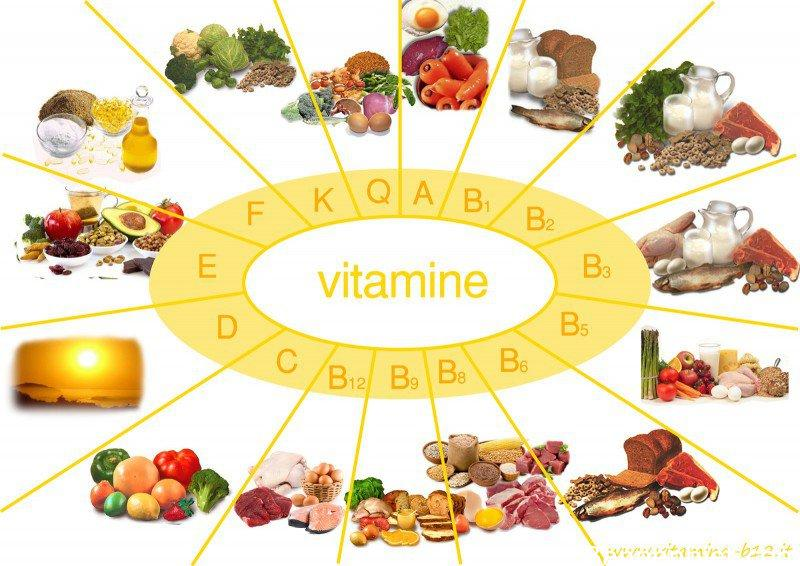 vitamine
A
B1
B2
B3
B5
B6
B8
B9
B12
C
D
E
F
K
Q
www.vitamina-b12.it